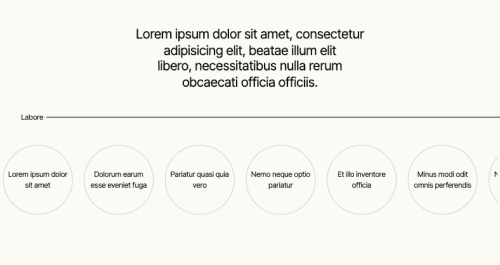 Lorem ipsum dolor sit amet, consectetur
adipisicing elit, beatae illum elit
libero, necessitatibus nulla rerum
obcaecati officia officiis.
Labore
Lorem ipsum dolor
sit amet
Dolorum earum
esse eveniet fuga
Pariatur quasi quia
vero
Nemo neque optio
pariatur
Et illo inventore
officia
Minus modi odit
omnis perferendis